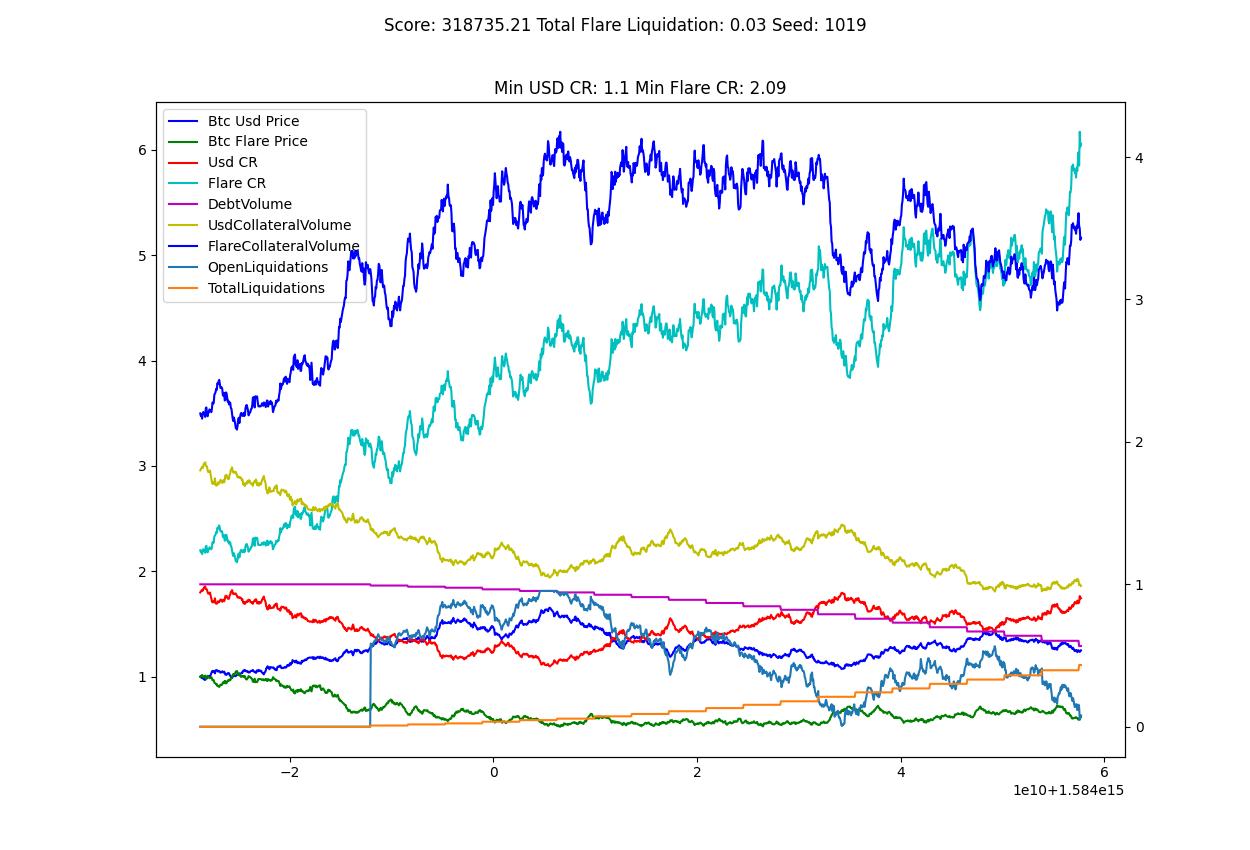 Score: 318735.21 Total Flare Liquidation: 0.03 Seed: 1019
Min USD CR: 1.1 Min Flare CR: 2.09
Btc Usd Price
Btc Flare Price
Usd CR
Flare CR
DebtVolume
UsdCollateralVolume
FlareCollateralVolume
OpenLiquidations
TotalLiquidations
6
5
4
3
2
1
4
3
2
1
0
−2
0
2
4
6
1e10+1.584e15